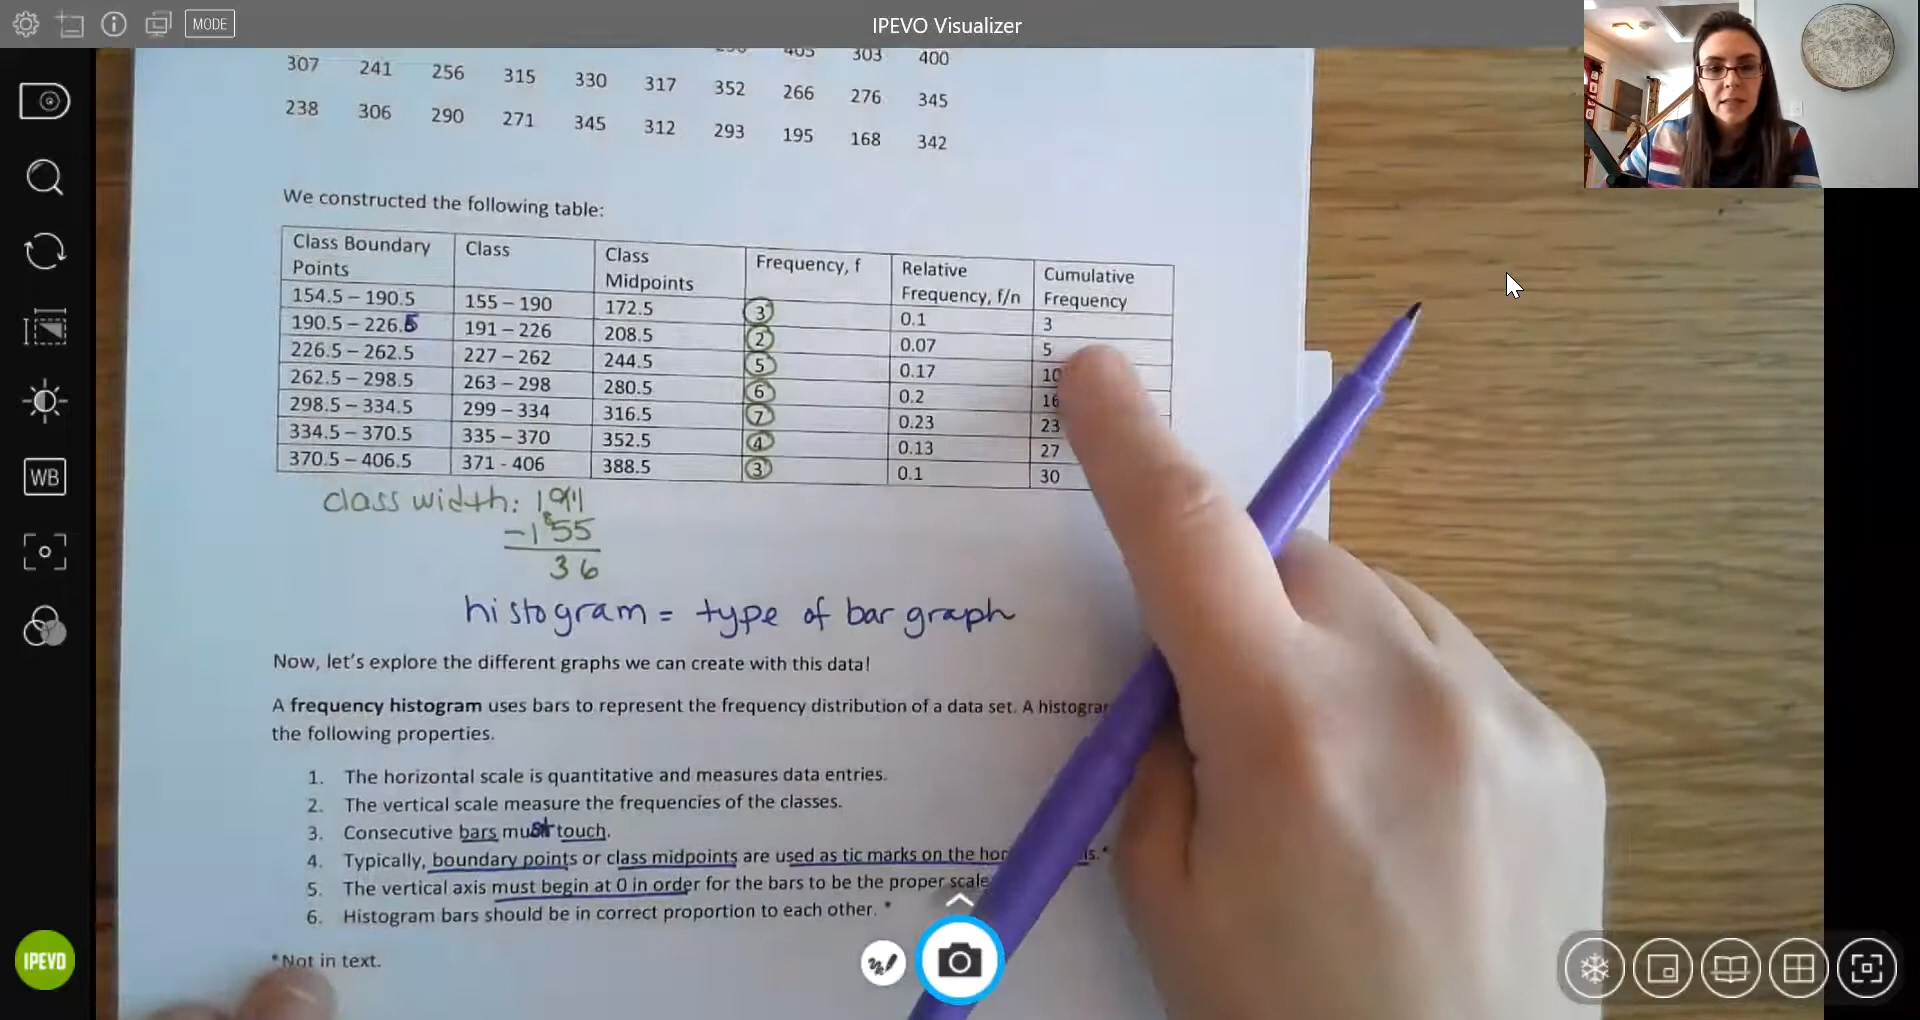 MODE
IPEVO Visualizer
405 303 400
307 241 256 315 330 317 352 266 276 345
238 306 290 271 345 312 293 195 168 342
We constructed the following table:
Class Boundary Points Class Class Midpoints Frequency, f Relative Frequency, f/n Cumulative Frequency
154.5 – 190.5 155 – 190 172.5 3 0.1 3
190.5 – 226.5 191 – 226 208.5 2 0.07 5
226.5 – 262.5 227 – 262 244.5 5 0.17 10
262.5 – 298.5 263 – 298 280.5 6 0.2 16
298.5 – 334.5 299 – 334 316.5 7 0.23 23
334.5 – 370.5 335 – 370 352.5 4 0.13 27
370.5 – 406.5 371 - 406 388.5 3 0.1 30
class width: 191
- 155
36
histogram = type of bar graph
Now, let's explore the different graphs we can create with this data!
A frequency histogram uses bars to represent the frequency distribution of a data set. A
the following properties.
1. The horizontal scale is quantitative and measures data entries.
2. The vertical scale measure the frequencies of the classes.
3. Consecutive bars must touch.
4. Typically, boundary points or class midpoints are used as tic marks on the
5. The vertical axis must begin at 0 in order for the bars to be the proper scale
6. Histogram bars should be in correct proportion to each other. *
*Not in text.
WB
IPEVO